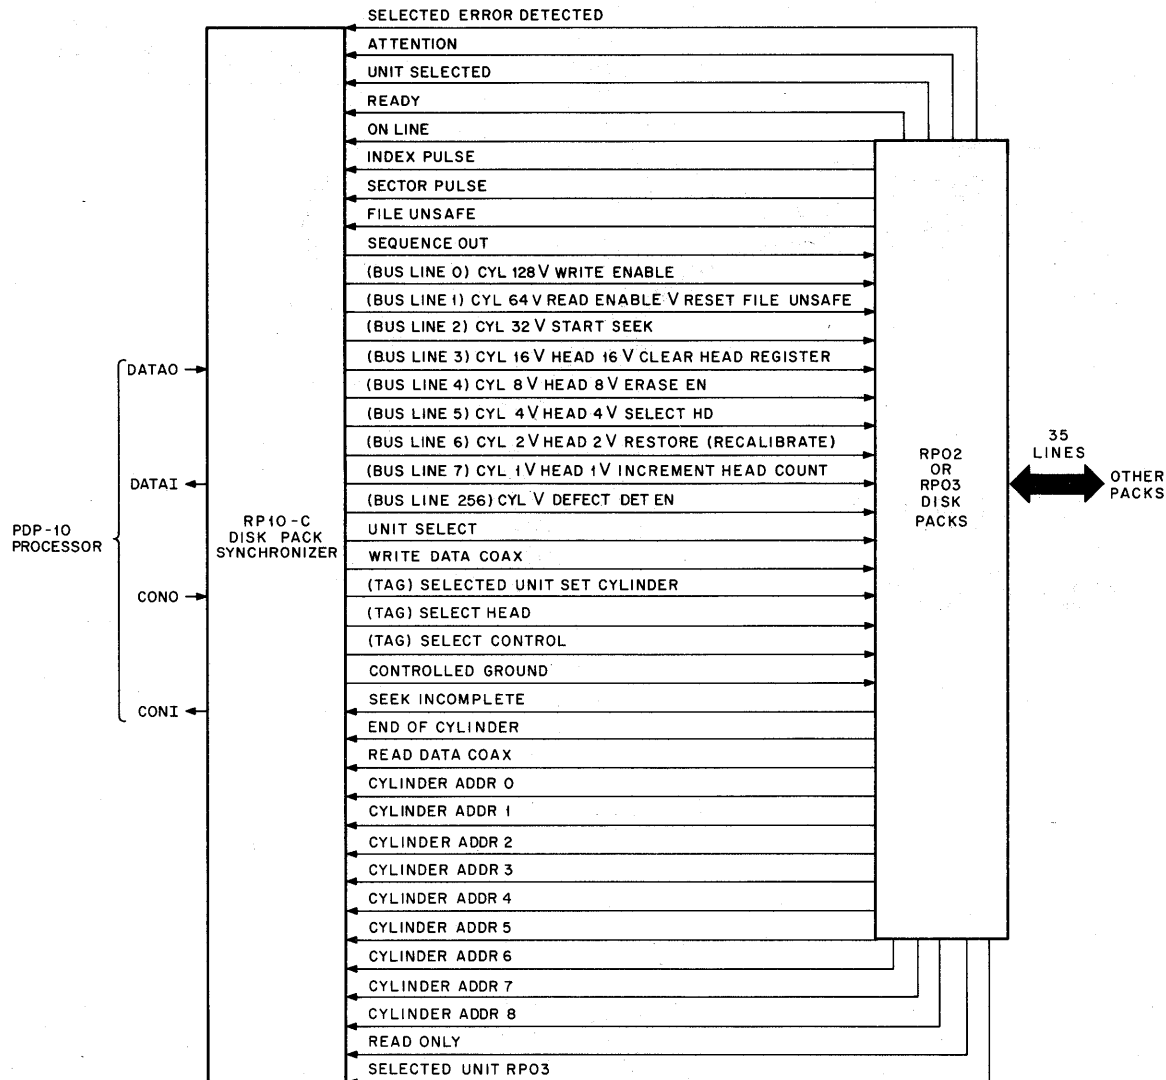 SELECTED ERROR DETECTED
ATTENTION
UNIT SELECTED
READY
ON LINE
INDEX PULSE
SECTOR PULSE
FILE UNSAFE
SEQUENCE OUT
(BUS LINE 0) CYL 128 V WRITE ENABLE
(BUS LINE 1) CYL 64 V READ ENABLE V RESET FILE UNSAFE
(BUS LINE 2) CYL 32 V START SEEK
(BUS LINE 3) CYL 16 V HEAD 16 V CLEAR HEAD REGISTER
(BUS LINE 4) CYL 8 V HEAD 8 V ERASE EN
(BUS LINE 5) CYL 4 V HEAD 4 V SELECT HD
(BUS LINE 6) CYL 2 V HEAD 2 V RESTORE (RECALIBRATE)
(BUS LINE 7) CYL 1 V HEAD 1 V INCREMENT HEAD COUNT
(BUS LINE 256) CYL V DEFECT DET EN
UNIT SELECT
WRITE DATA COAX
(TAG) SELECTED UNIT SET CYLINDER
(TAG) SELECT HEAD
(TAG) SELECT CONTROL
CONTROLLED GROUND
SEEK INCOMPLETE
END OF CYLINDER
READ DATA COAX
CYLINDER ADDR 0
CYLINDER ADDR 1
CYLINDER ADDR 2
CYLINDER ADDR 3
CYLINDER ADDR 4
CYLINDER ADDR 5
CYLINDER ADDR 6
CYLINDER ADDR 7
CYLINDER ADDR 8
READ ONLY
SELECTED UNIT RP03
PDP-10
PROCESSOR
DATAO
DATAI
CONO
CONI
RP10-C
DISK PACK
SYNCHRONIZER
RP02
OR
RP03
DISK
PACKS
35
LINES
OTHER
PACKS